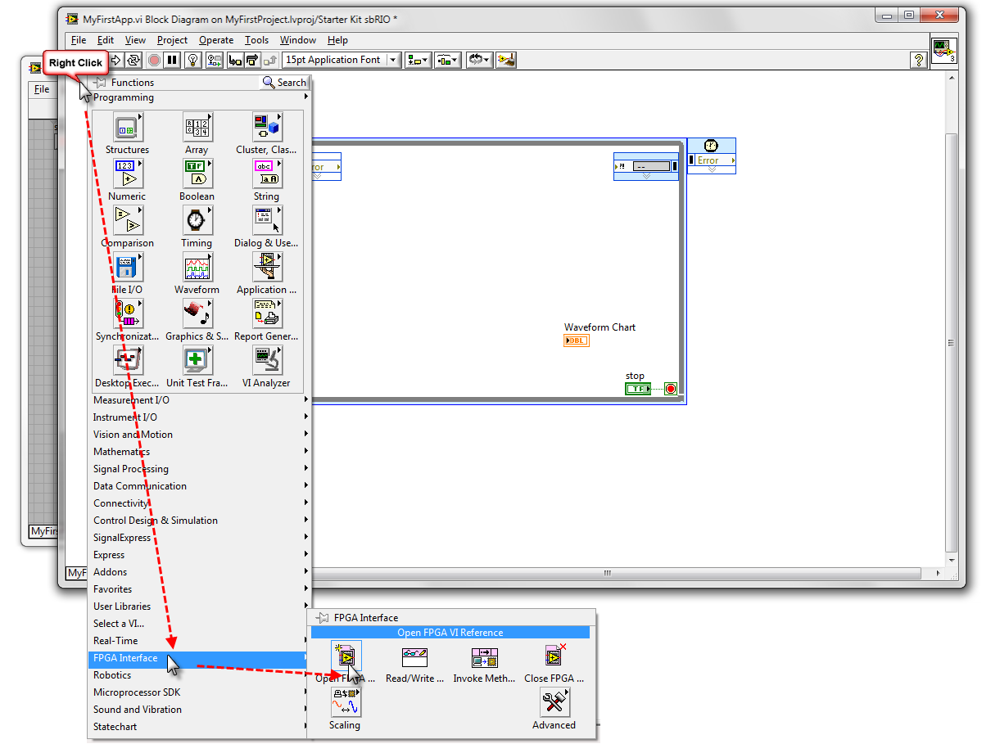 MyFirstApp.vi Block Diagram on MyFirstProject.lvproj/Starter Kit sbRIO *
File Edit View Project Operate Tools Window Help
Right Click
15pt Application Font
3
File
Functions Search
Programming
Structures Array Cluster, Clas...
Numeric Boolean String
Comparison Timing Dialog & Use...
File I/O Waveform Application ...
Synchronizat... Graphics & S... Report Gener...
Desktop Exec... Unit Test Fra... VI Analyzer
Measurement I/O
Instrument I/O
Vision and Motion
Mathematics
Signal Processing
Data Communication
Connectivity
Control Design & Simulation
SignalExpress
Express
Addons
Favorites
User Libraries
Select a VI...
Real-Time
FPGA Interface
Robotics
Microprocessor SDK
Sound and Vibration
Statechart
ror
Error
Waveform Chart
DBL
stop
TF
MyFirs
MyF
FPGA Interface
Open FPGA VI Reference
Open FPGA ... Read/Write ... Invoke Meth... Close FPGA ...
Scaling Advanced